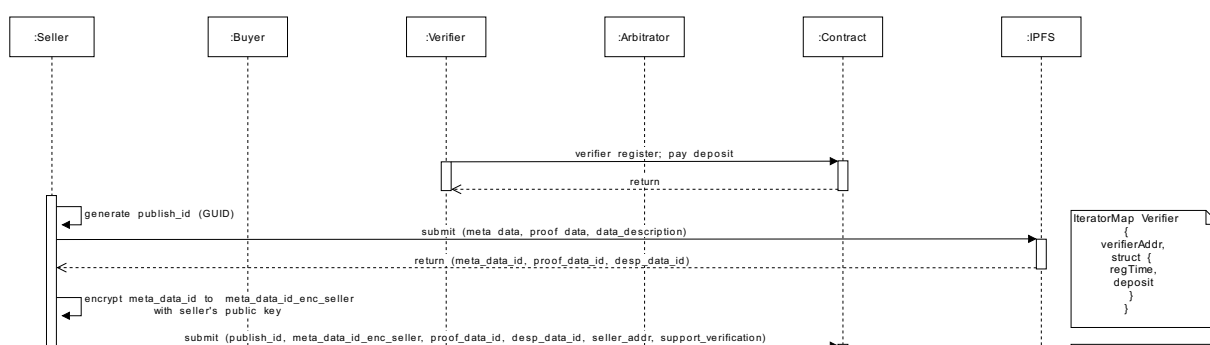 :Seller
:Buyer
:Verifier
:Arbitrator
:Contract
:IPFS
verifier register; pay deposit
return
generate publish_id (GUID)
submit (meta data, proof data, data_description)
return (meta_data_id, proof_data_id, desp_data_id)
encrypt meta_data_id to meta_data_id_enc_seller
with seller's public key
submit (publish_id, meta_data_id_enc_seller, proof_data_id, desp_data_id, seller_addr, support_verification)
IteratorMap Verifier
{
verifierAddr,
struct {
regTime,
deposit
}
}